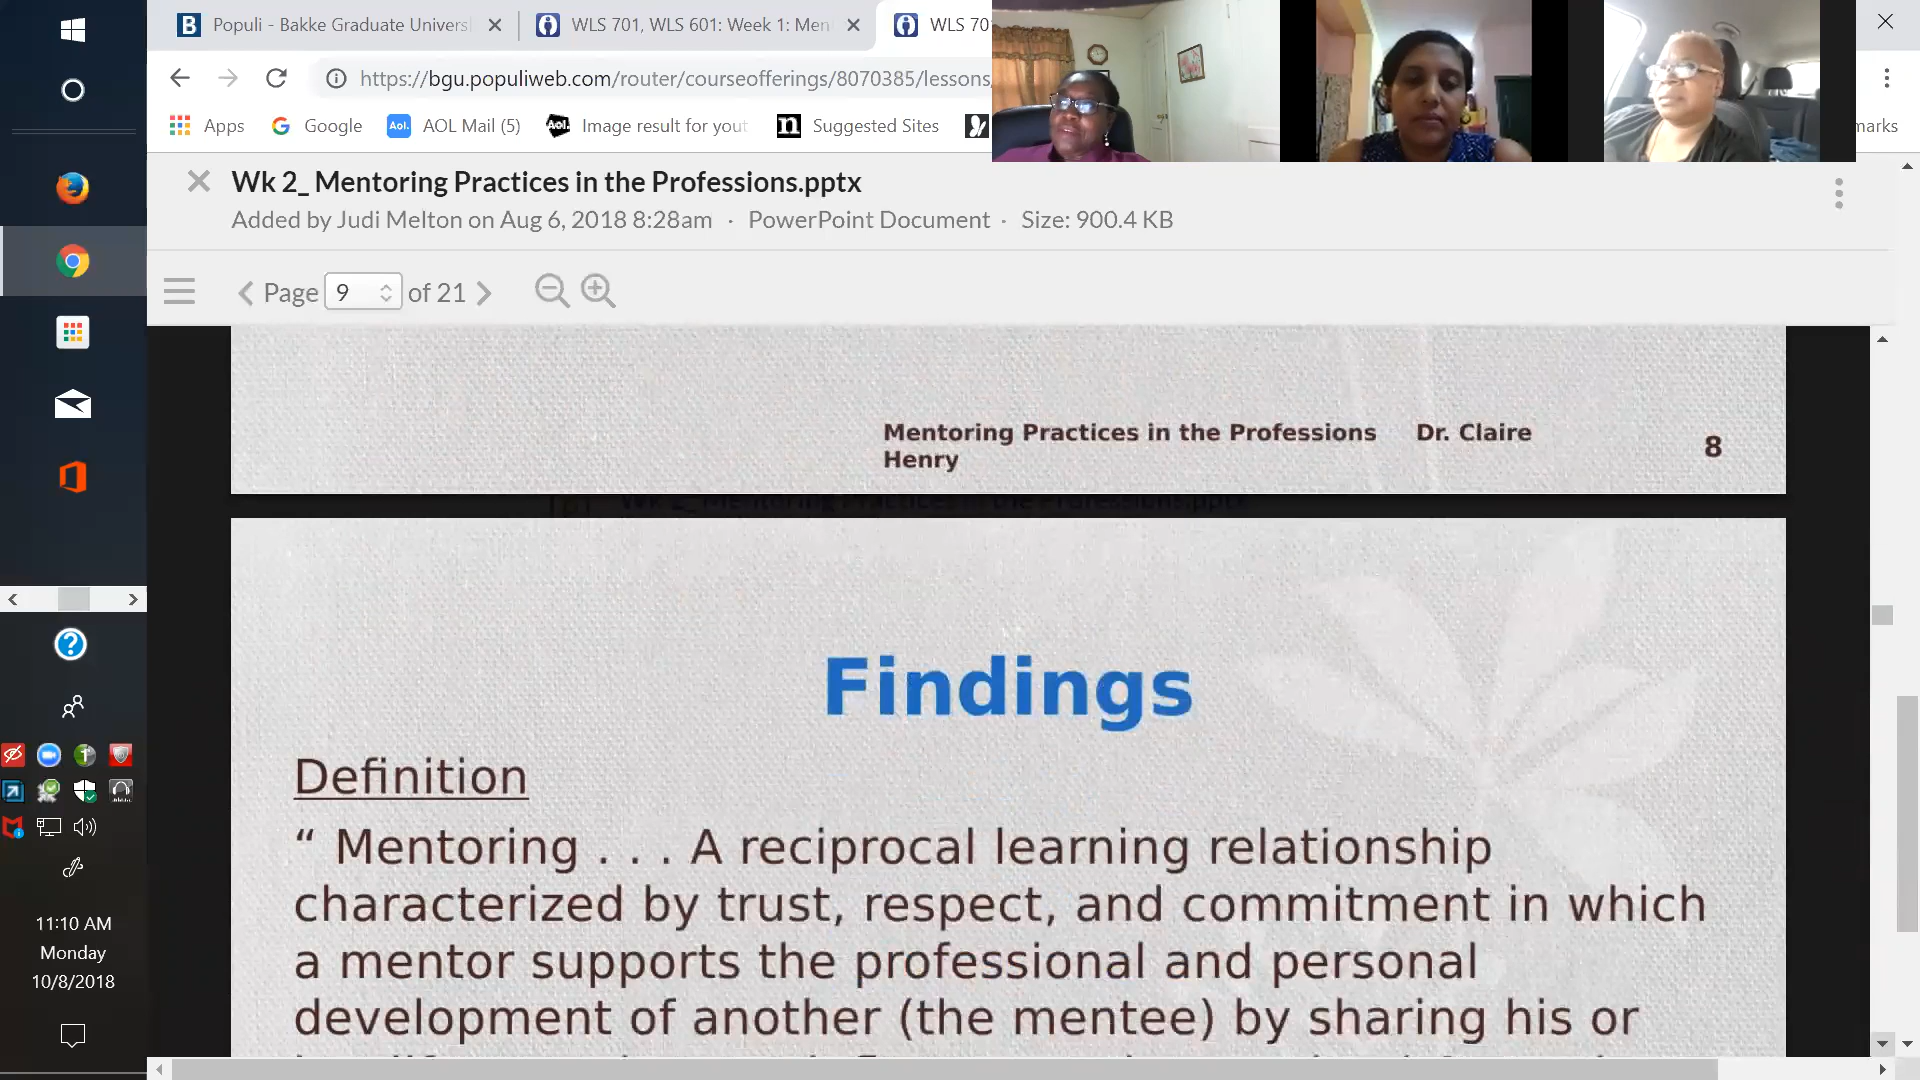 Populi - Bakke Graduate Univers
WLS 701, WLS 601: Week 1: Men
WLS 70
https://bgu.populiweb.com/router/courseofferings/8070385/lessons
Apps
Google
Aol.
AOL Mail (5)
Aol.
Image result for yout
n
Suggested Sites
marks
Wk 2_ Mentoring Practices in the Professions.pptx
Added by Judi Melton on Aug 6, 2018 8:28am · PowerPoint Document · Size: 900.4 KB
Page 9 of 21
Mentoring Practices in the Professions Dr. Claire
Henry
8
Findings
Definition
“ Mentoring . . . A reciprocal learning relationship
characterized by trust, respect, and commitment in which
a mentor supports the professional and personal
development of another (the mentee) by sharing his or
11:10 AM
Monday
10/8/2018